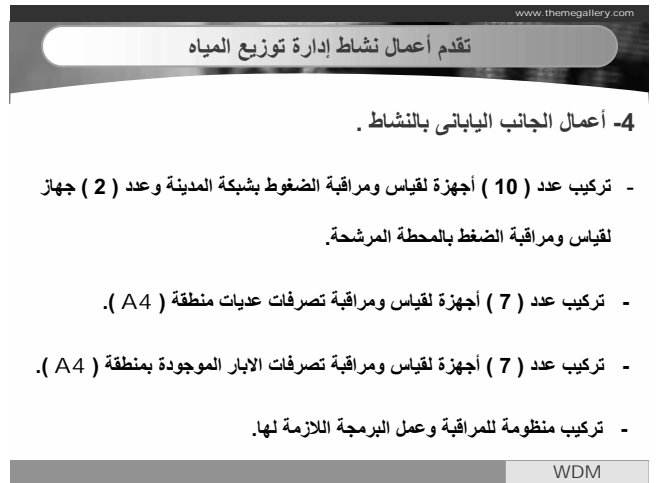 www.themegallery.com
تقدم أعمال نشاط إدارة توزيع المياه
4- أعمال الجانب اليابانى بالنشاط .
- تركيب عدد ( 10 ) أجهزة لقياس ومراقبة الضغوط بشبكة المدينة وعدد ( 2 ) جهاز
لقياس ومراقبة الضغط بالمحطة المرشحة.
- تركيب عدد ( 7 ) أجهزة لقياس ومراقبة تصرفات عديات منطقة ( A4 ).
- تركيب عدد ( 7 ) أجهزة لقياس ومراقبة تصرفات الابار الموجودة بمنطقة ( A4 ).
- تركيب منظومة للمراقبة وعمل البرمجة اللازمة لها.
WDM